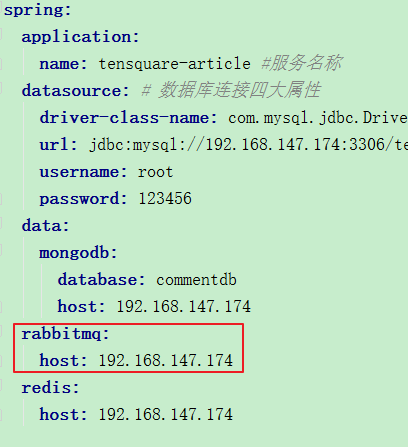 spring:
  application:
    name: tensquare-article #服务名称
  datasource: # 数据库连接四大属性
    driver-class-name: com.mysql.jdbc.Drive
    url: jdbc:mysql://192.168.147.174:3306/te
    username: root
    password: 123456
  data:
    mongodb:
      database: commentdb
      host: 192.168.147.174
  rabbitmq:
    host: 192.168.147.174
  redis:
    host: 192.168.147.174